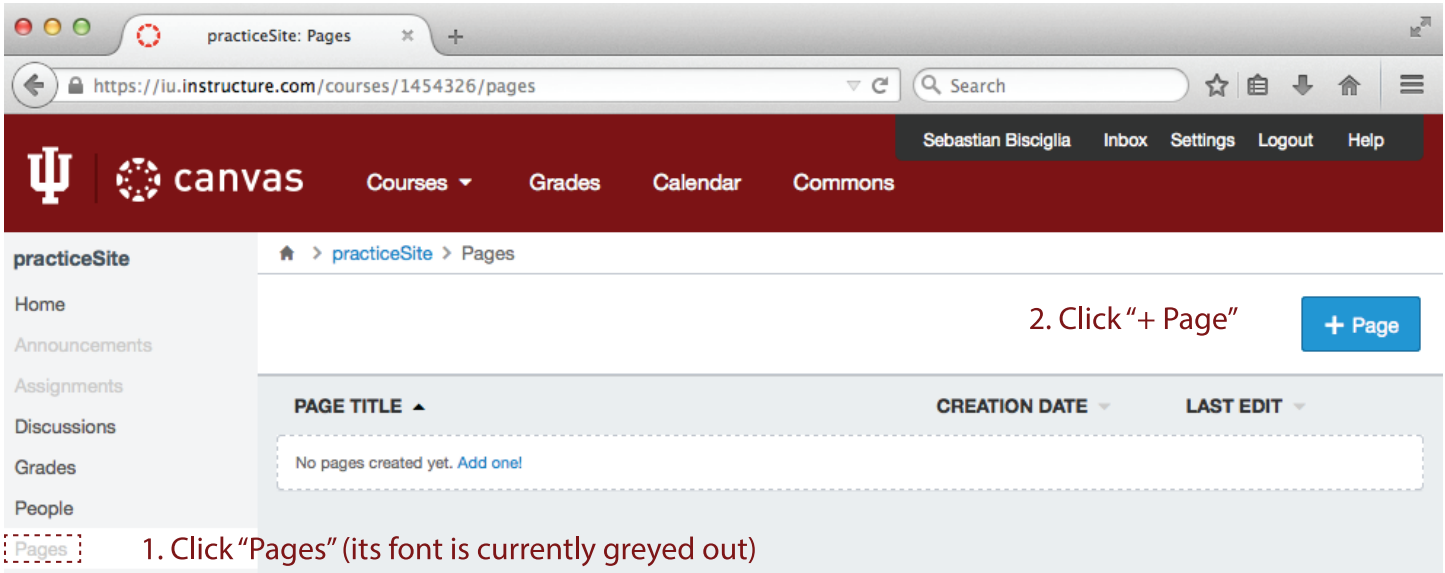 practiceSite: Pages
https://iu.instructure.com/courses/1454326/pages
Search
Sebastian Bisciglia Inbox Settings Logout Help
canvas Courses Grades Calendar Commons
practiceSite
> practiceSite > Pages
Home
2. Click “+ Page”
+ Page
Announcements
Assignments
PAGE TITLE CREATION DATE LAST EDIT
Discussions
No pages created yet. Add one!
Grades
People
Pages
1. Click “Pages” (its font is currently greyed out)